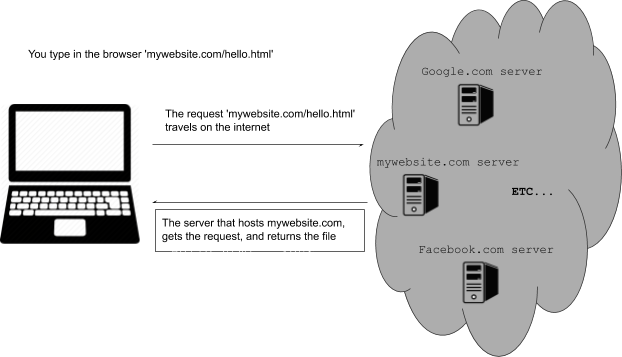 You type in the browser 'mywebsite.com/hello.html'
Google.com server
The request 'mywebsite.com/hello.html'
travels on the internet
mywebsite.com server
ETC...
The server that hosts mywebsite.com,
gets the request, and returns the file
Facebook.com server